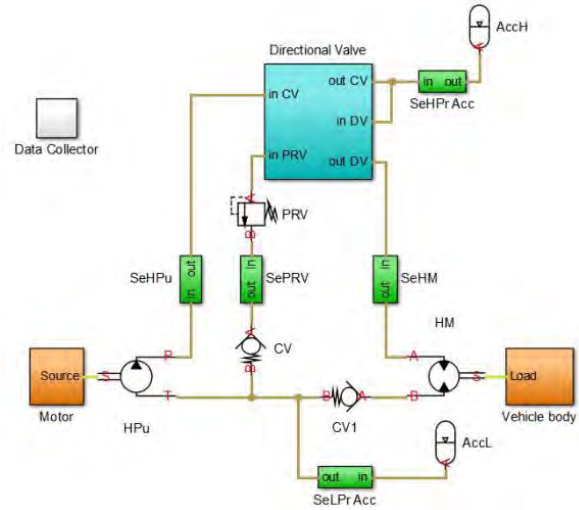 AccH
A
Directional Valve
out CV
in out
SeHPr Acc
in CV
in DV
Data Collector
in PRV
out DV
A
PRV
B
SeHPu
out
in
SePRV
in
out
SeHM
in
out
HM
A
CV
B
P
A
Source
S
S
Load
T
B
A
B
Motor
HPu
CV1
Vehicle body
AccL
A
out in
SeLPr Acc